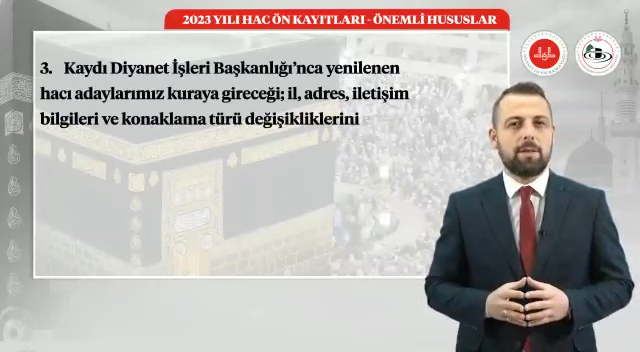 2023 YILI HAC ÖN KAYITLARI - ÖNEMLİ HUSUSLAR
3. Kaydı Diyanet İşleri Başkanlığı’nca yenilenen
hacı adaylarımız kuraya gireceği; il, adres, iletişim
bilgileri ve konaklama türü değişikliklerini